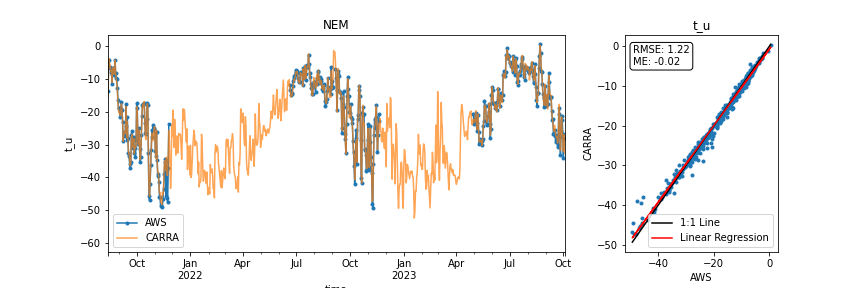 NEM
t_u
0
−10
−20
−30
−40
−50
−60
t_u
AWS
CARRA
Oct
Jan
2022
Apr
Jul
Oct
Jan
2023
Apr
Jul
Oct
time
t_u
RMSE: 1.22
ME: -0.02
0
−10
−20
−30
−40
−50
CARRA
1:1 Line
Linear Regression
−40
−20
0
AWS